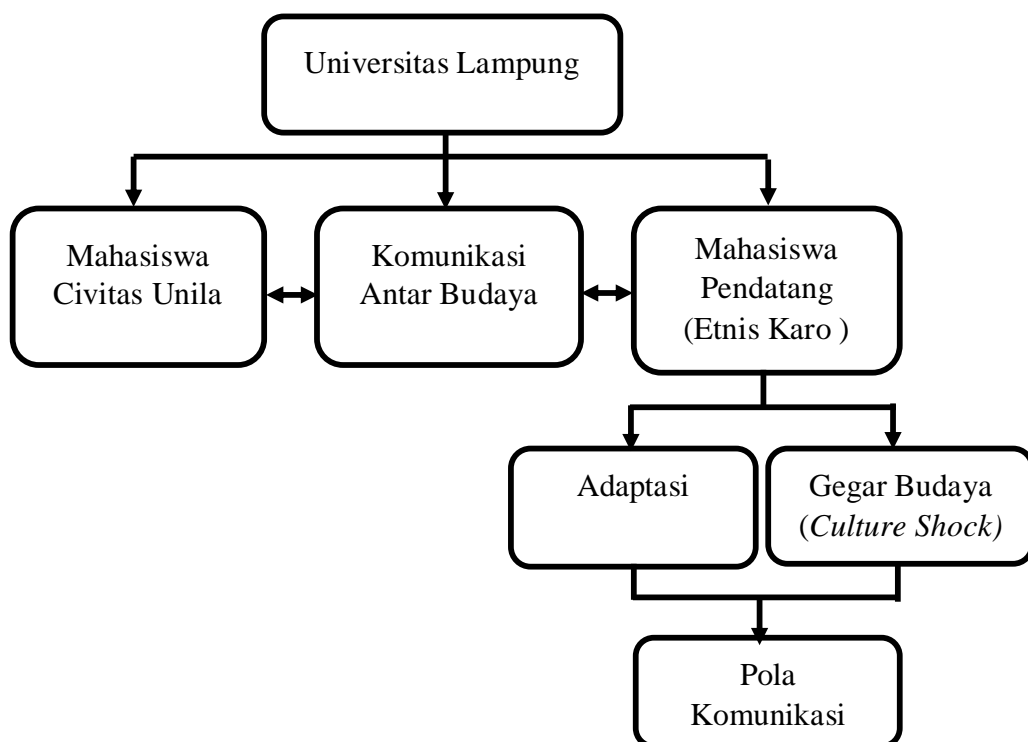 Universitas Lampung
Mahasiswa
Civitas Unila
Komunikasi
Antar Budaya
Mahasiswa
Pendatang
(Etnis Karo )
Adaptasi
Gegar Budaya
(Culture Shock)
Pola
Komunikasi